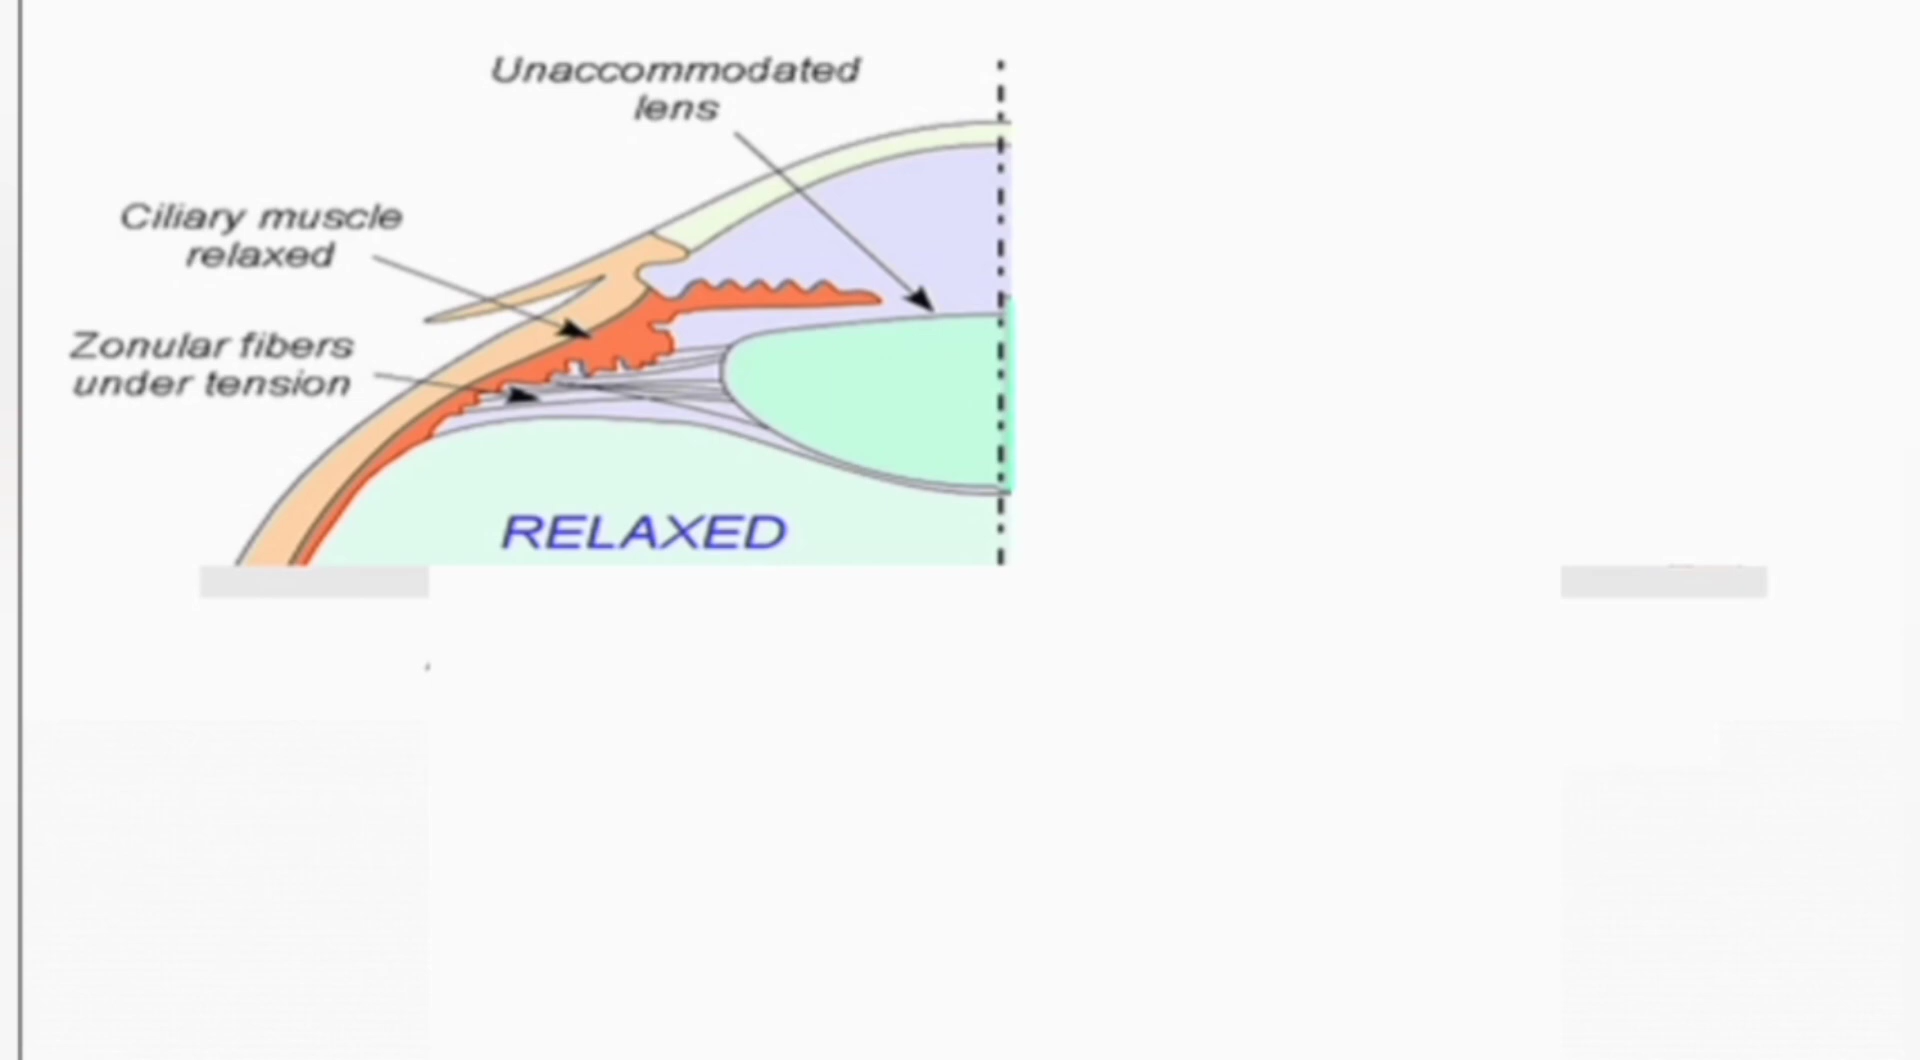 Unaccommodated
lens
Ciliary muscle
relaxed
Zonular fibers
under tension
RELAXED